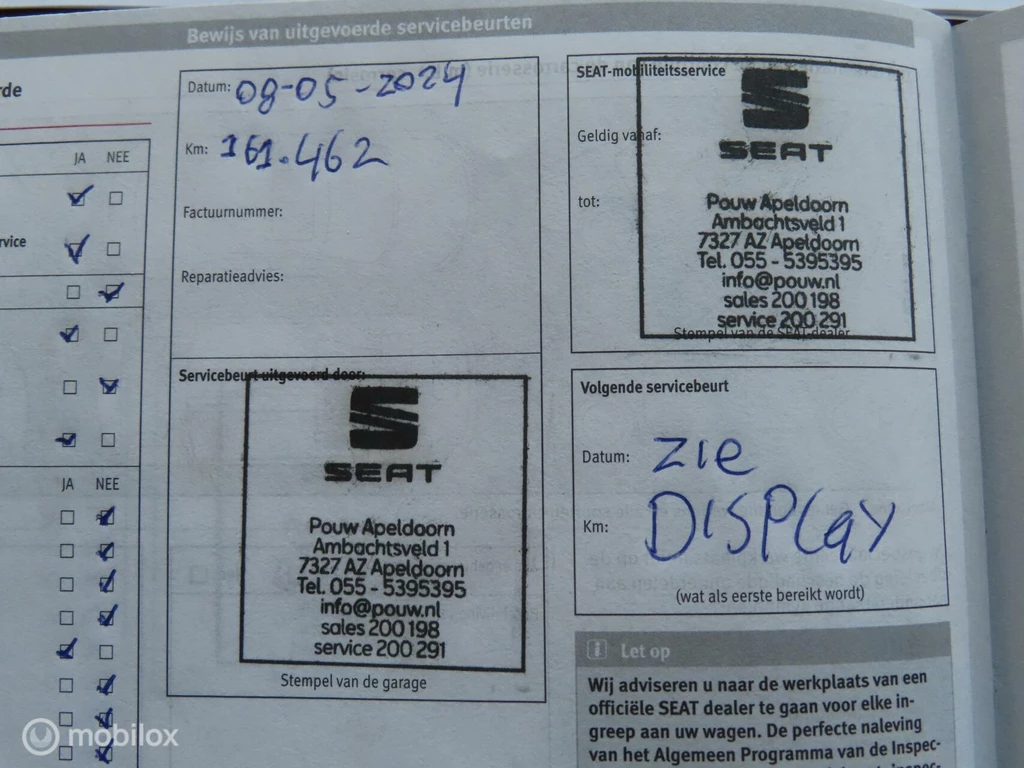 Bewijs van uitgevoerde servicebeurten
rde
JA NEE
rvice
JA NEE
Datum: 08-05-2024
Km: 161.462
Factuurnummer:
Reparatieadvies:
Servicebeurt uitgevoerd door:
SEAT
Pouw Apeldoorn
Ambachtsveld 1
7327 AZ Apeldoorn
Tel. 055 - 5395395
info@pouw.nl
sales 200 198
service 200 291
Stempel van de garage
SEAT-mobiliteitsservice
Geldig vanaf:
tot:
SEAT
Pouw Apeldoorn
Ambachtsveld 1
7327 AZ Apeldoorn
Tel. 055 - 5395395
info@pouw.nl
sales 200 198
service 200 291
Stempel van de SEAT-dealer
Volgende servicebeurt
Datum: ZIE
Km: DISPLAY
(wat als eerste bereikt wordt)
i Let op
Wij adviseren u naar de werkplaats van een
officiële SEAT dealer te gaan voor elke in-
greep aan uw wagen. De perfecte naleving
van het Algemeen Programma van de Inspec-
mobilox